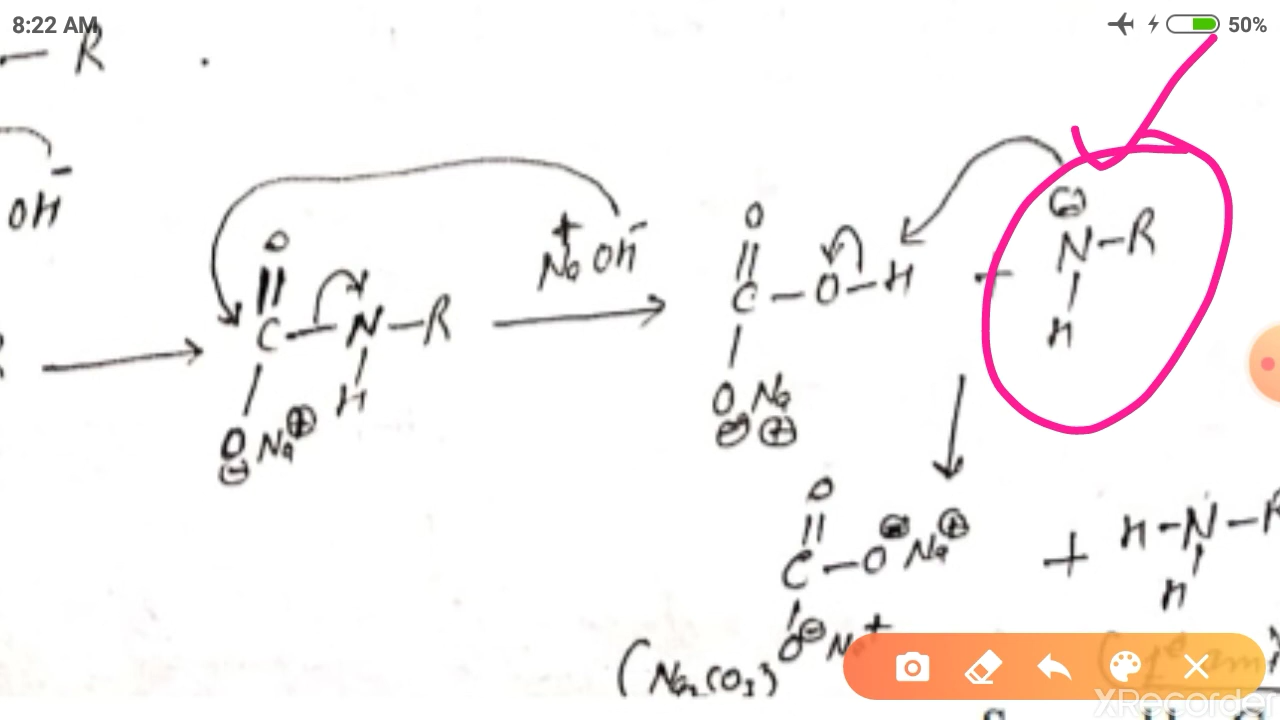 8:22 AM
50%
— R .
OH⁻
O
||
C — N — R
|
H
O⊖ Na⊕
Na⁺ OH⁻
O
||
C — O — H
|
O⊖ Na⊕
+
⊖
N — R
|
H
O
||
C — O⊖ Na⊕
|
O⊖ Na⁺
+ H — N — R
|
H
(Na₂CO₃)
XRecorder